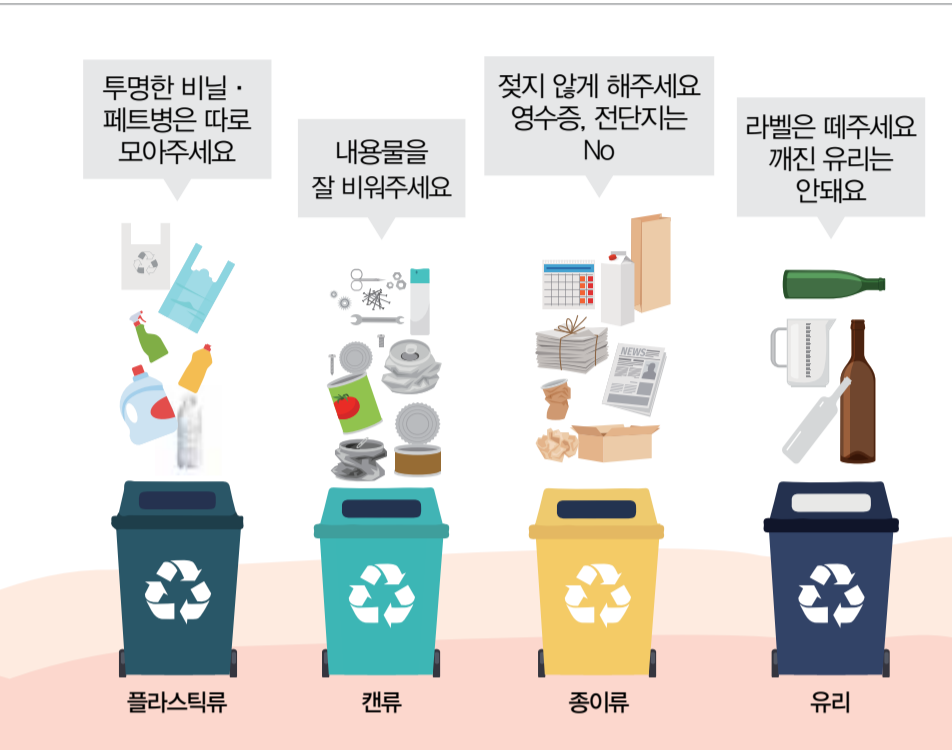 투명한 비닐 ·
페트병은 따로
모아주세요
내용물을
잘 비워주세요
젖지 않게 해주세요
영수증, 전단지는
No
라벨은 떼주세요
깨진 유리는
안돼요
NEWS
플라스틱류
캔류
종이류
유리